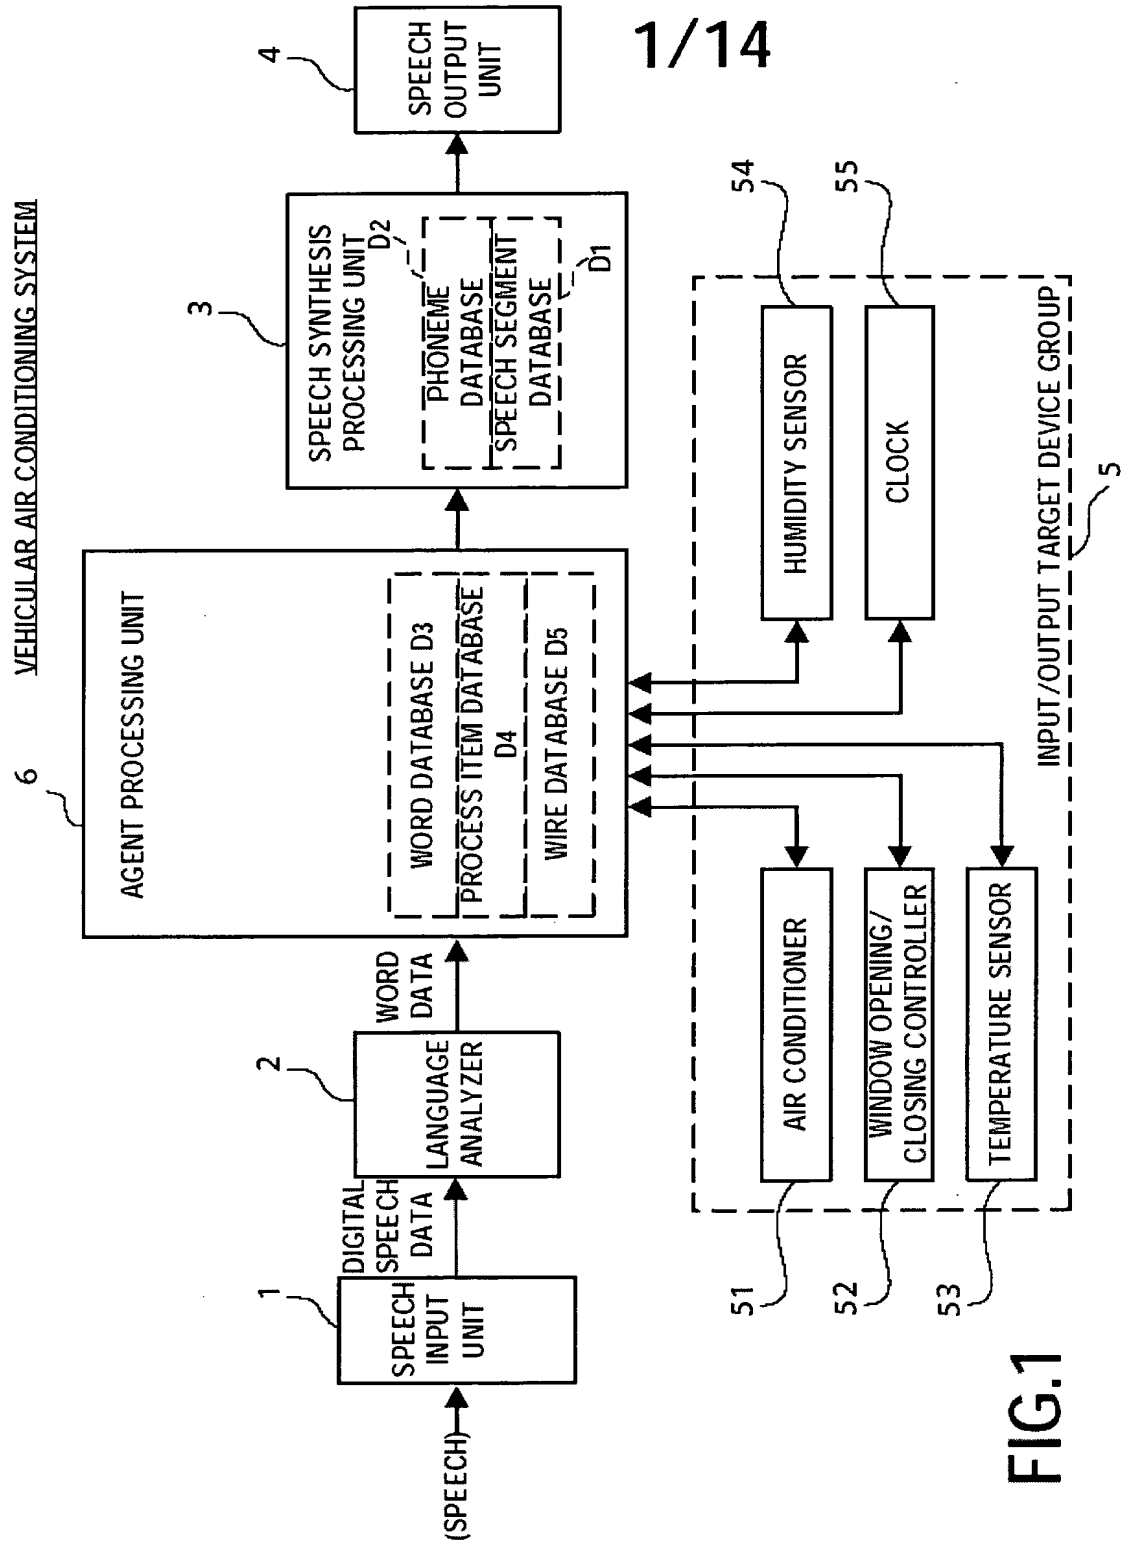 1/14
VEHICULAR AIR CONDITIONING SYSTEM
6
AGENT PROCESSING UNIT
WORD DATABASE D3
PROCESS ITEM DATABASE
D4
WIRE DATABASE D5
3
SPEECH SYNTHESIS
PROCESSING UNIT
D2
PHONEME
DATABASE
SPEECH SEGMENT
DATABASE
D1
4
SPEECH
OUTPUT
UNIT
(SPEECH)
1
SPEECH
INPUT
UNIT
DIGITAL
SPEECH
DATA
2
LANGUAGE
ANALYZER
WORD
DATA
51
AIR CONDITIONER
52
WINDOW OPENING/
CLOSING CONTROLLER
53
TEMPERATURE SENSOR
54
HUMIDITY SENSOR
55
CLOCK
INPUT/OUTPUT TARGET DEVICE GROUP
5
FIG.1